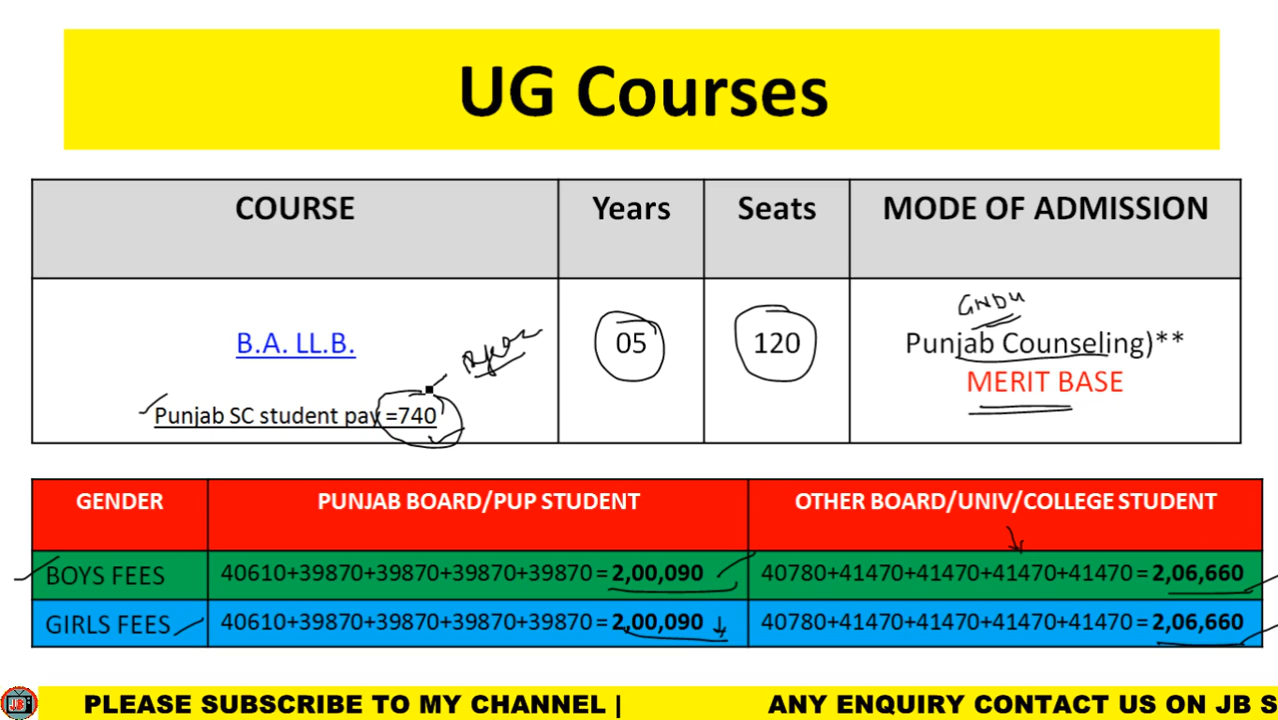 UG Courses
COURSE Years Seats MODE OF ADMISSION
GNDU
B.A. LL.B. 05 120 Punjab Counseling)**
MERIT BASE
Punjab SC student pay =740
GENDER PUNJAB BOARD/PUP STUDENT OTHER BOARD/UNIV/COLLEGE STUDENT
BOYS FEES 40610+39870+39870+39870+39870=2,00,090 40780+41470+41470+41470+41470=2,06,660
GIRLS FEES 40610+39870+39870+39870+39870=2,00,090 40780+41470+41470+41470+41470=2,06,660
JB PLEASE SUBSCRIBE TO MY CHANNEL | ANY ENQUIRY CONTACT US ON JB S